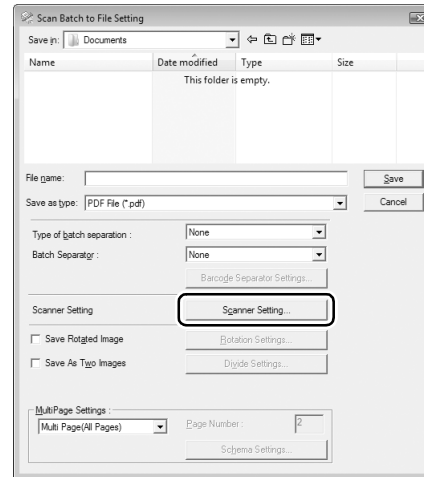 Scan Batch to File Setting
Save in: Documents
Name Date modified Type Size
This folder is empty.
File name: Save
Save as type: PDF File (*.pdf) Cancel
Type of batch separation : None
Batch Separator : None
Barcode Separator Settings...
Scanner Setting Scanner Setting...
Save Rotated Image Rotation Settings...
Save As Two Images Divide Settings...
MultiPage Settings :
Multi Page(All Pages) Page Number : 2
Schema Settings...